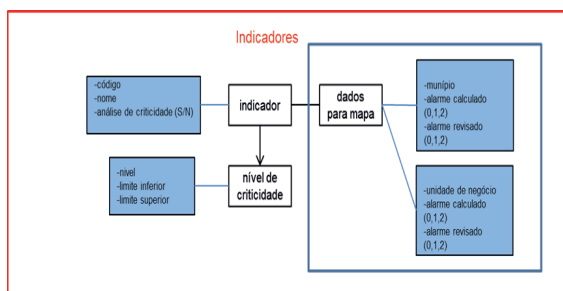 Indicadores
-código
-nome
-análise de criticidade (S/N)
indicador
dados
para mapa
-munípio
-alarme calculado
(0,1,2)
-alarme revisado
(0,1,2)
-nivel
-limite inferior
-limite superior
nível de
criticidade
-unidade de negócio
-alarme calculado
(0,1,2)
-alarme revisado
(0,1,2)